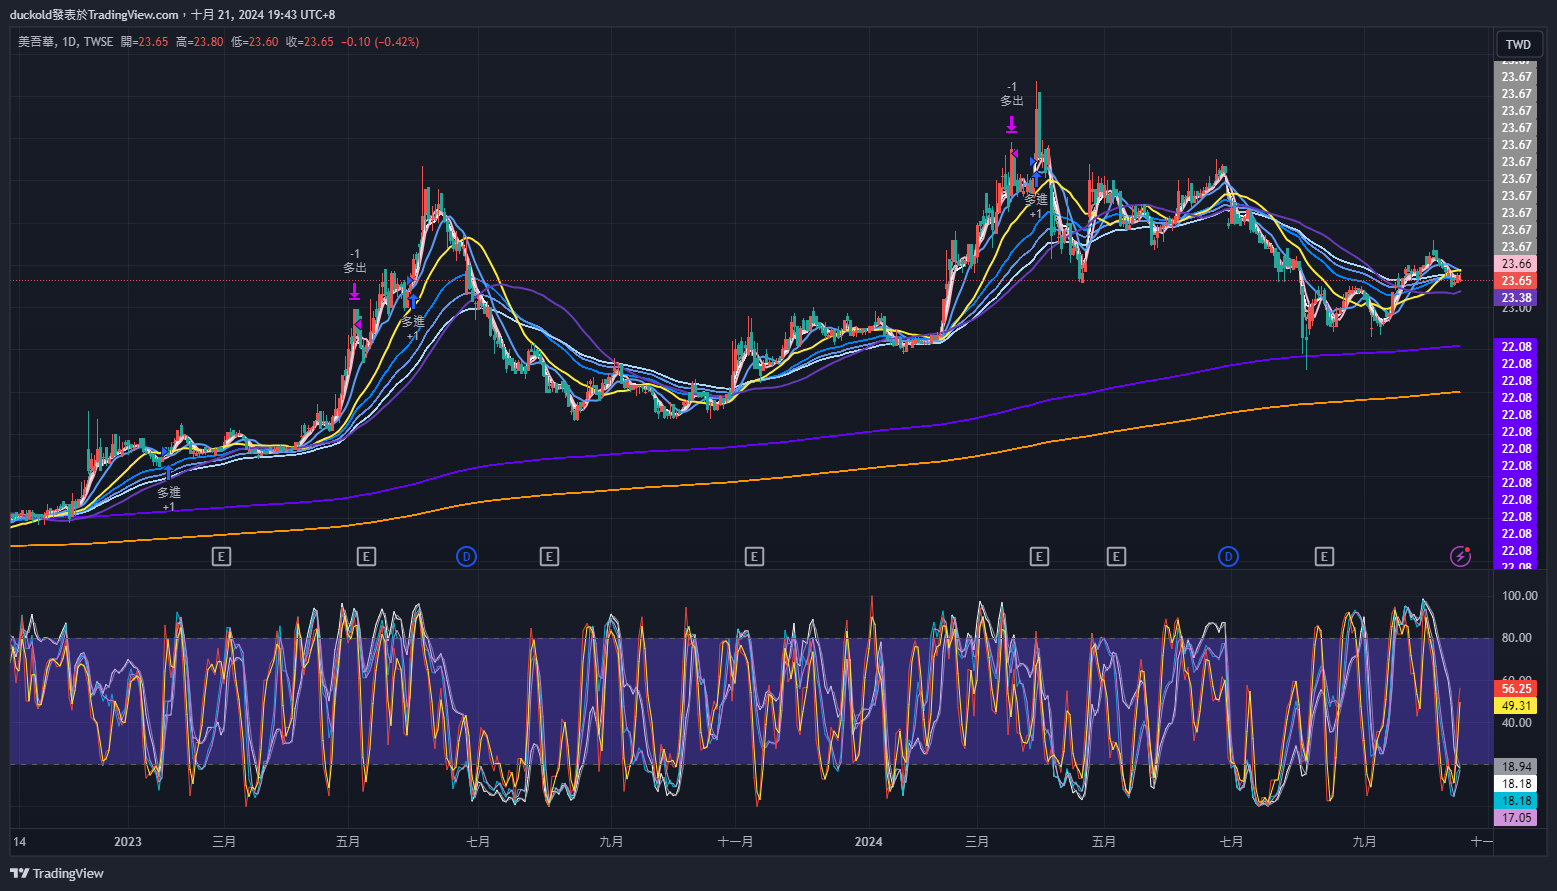 duckold發表於TradingView.com，十月 21, 2024 19:43 UTC+8
美吾華, 1D, TWSE 開=23.65 高=23.80 低=23.60 收=23.65 −0.10 (−0.42%)
TWD
23.67
23.67
23.67
23.67
23.67
23.67
23.67
23.67
23.67
23.67
23.67
23.67
23.66
23.65
23.38
23.00
22.08
22.08
22.08
22.08
22.08
22.08
22.08
22.08
22.08
22.08
22.08
22.08
22.08
22.08
-1
多出
-1
多出
多進
+1
多進
+1
多進
+1
E
E
D
E
E
E
E
D
E
100.00
80.00
60.00
56.25
49.31
40.00
18.94
18.18
18.18
17.05
14
2023
三月
五月
七月
九月
十一月
2024
三月
五月
七月
九月
十一
TradingView